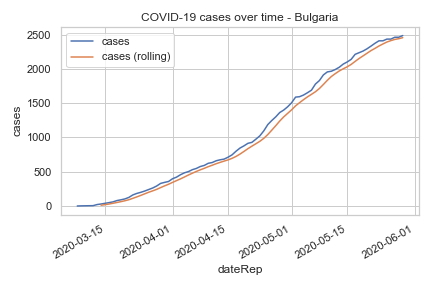 COVID-19 cases over time - Bulgaria
cases
cases (rolling)
2500
2000
1500
1000
500
0
cases
2020-03-15
2020-04-01
2020-04-15
2020-05-01
2020-05-15
2020-06-01
dateRep